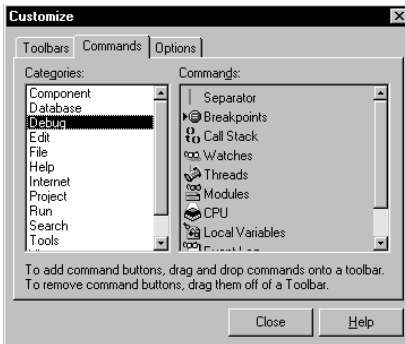 Customize
Toolbars Commands Options
Categories:
Component
Database
Debug
Edit
File
Help
Internet
Project
Run
Search
Tools
Commands:
Separator
Breakpoints
Call Stack
Watches
Threads
Modules
CPU
Local Variables
Event Log
To add command buttons, drag and drop commands onto a toolbar.
To remove command buttons, drag them off of a Toolbar.
Close Help